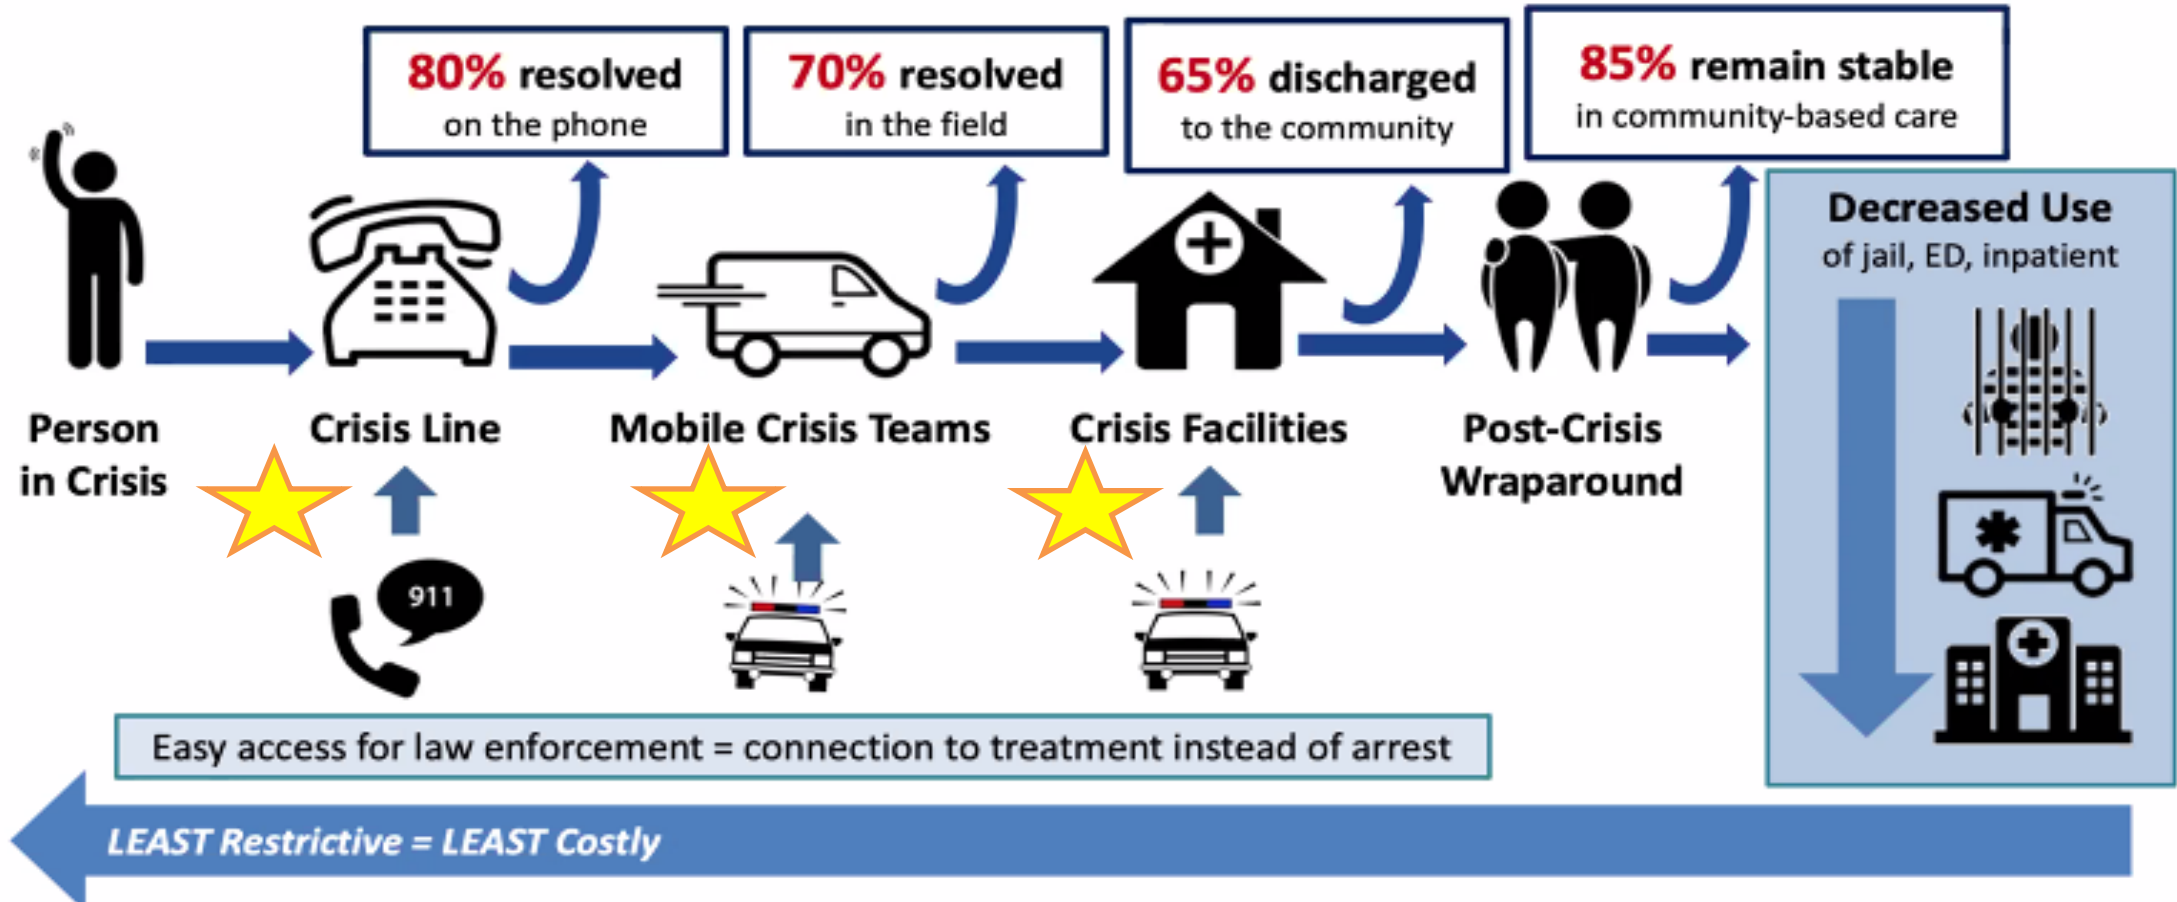 80% resolved
on the phone
70% resolved
in the field
65% discharged
to the community
85% remain stable
in community-based care
Decreased Use
of jail, ED, inpatient
Person
in Crisis
Crisis Line
Mobile Crisis Teams
Crisis Facilities
Post-Crisis
Wraparound
911
Easy access for law enforcement = connection to treatment instead of arrest
LEAST Restrictive = LEAST Costly